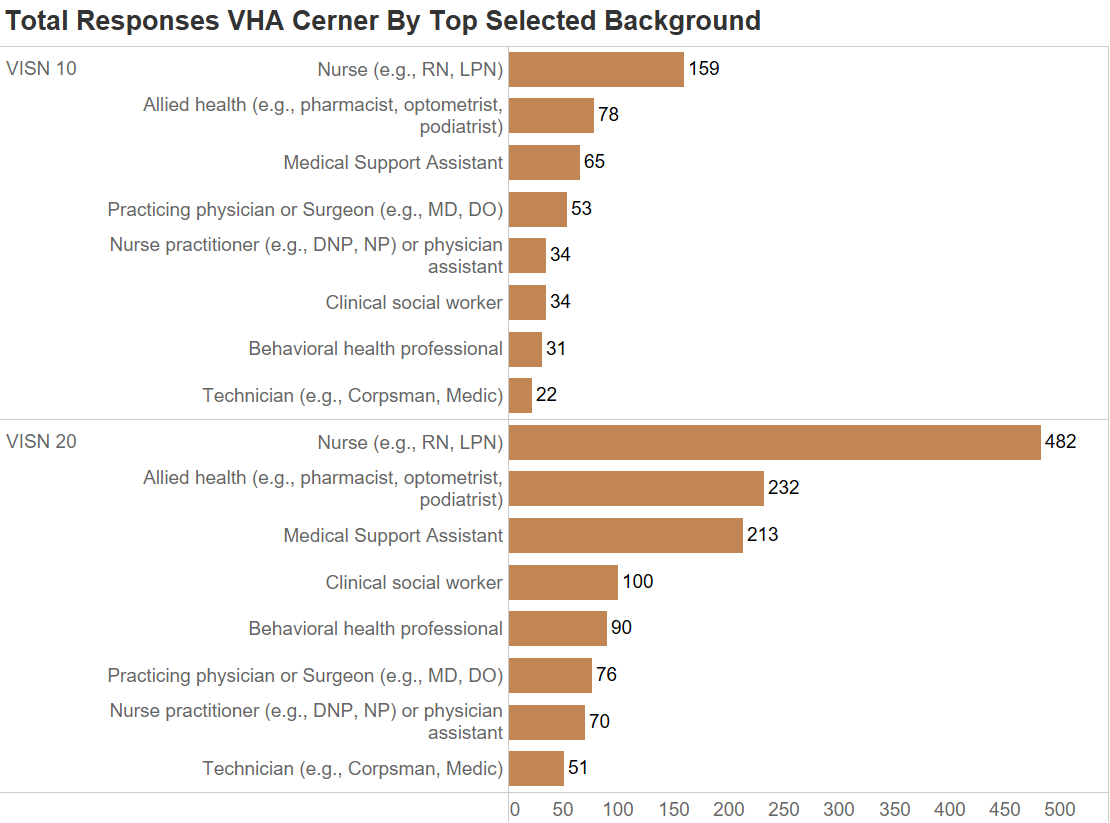 Total Responses VHA Cerner By Top Selected Background
VISN 10
Nurse (e.g., RN, LPN) 159
Allied health (e.g., pharmacist, optometrist,
podiatrist) 78
Medical Support Assistant 65
Practicing physician or Surgeon (e.g., MD, DO) 53
Nurse practitioner (e.g., DNP, NP) or physician
assistant 34
Clinical social worker 34
Behavioral health professional 31
Technician (e.g., Corpsman, Medic) 22
VISN 20
Nurse (e.g., RN, LPN) 482
Allied health (e.g., pharmacist, optometrist,
podiatrist) 232
Medical Support Assistant 213
Clinical social worker 100
Behavioral health professional 90
Practicing physician or Surgeon (e.g., MD, DO) 76
Nurse practitioner (e.g., DNP, NP) or physician
assistant 70
Technician (e.g., Corpsman, Medic) 51
0 50 100 150 200 250 300 350 400 450 500